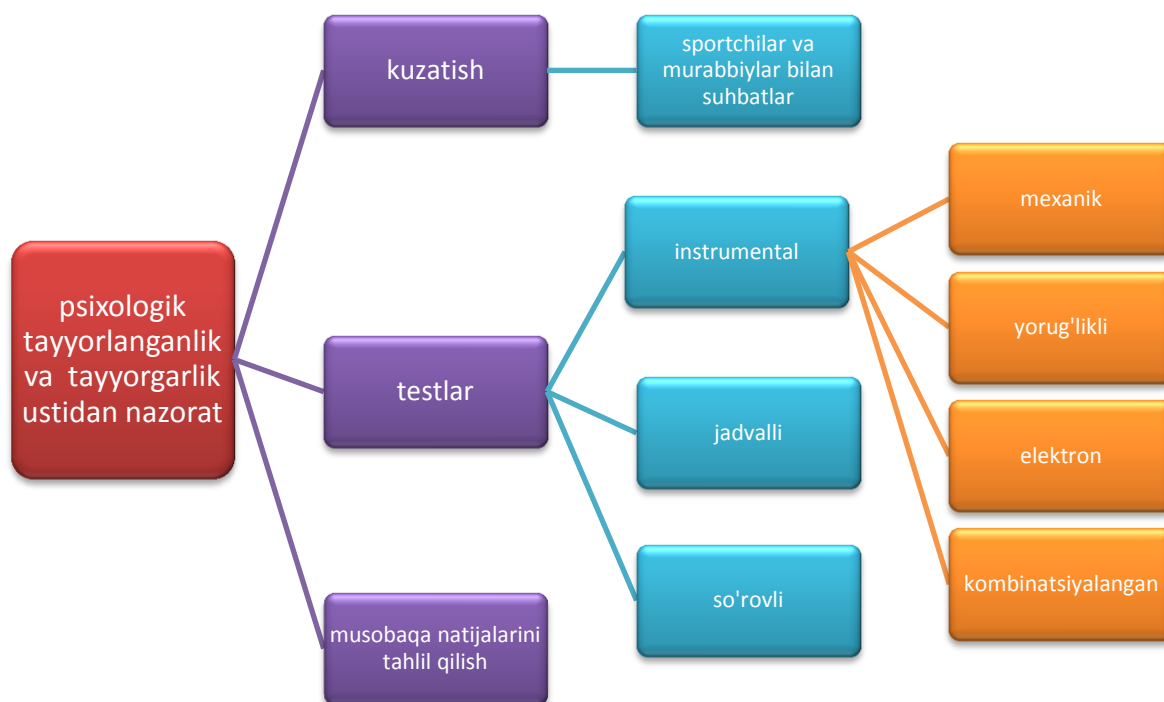 psixologik
tayyorlanganlik
va tayyorgarlik
ustidan nazorat
kuzatish
sportchilar va
murabbiylar bilan
suhbatlar
testlar
instrumental
mexanik
yorug'likli
elektron
kombinatsiyalangan
jadvalli
so'rovli
musobaqa natijalarini
tahlil qilish